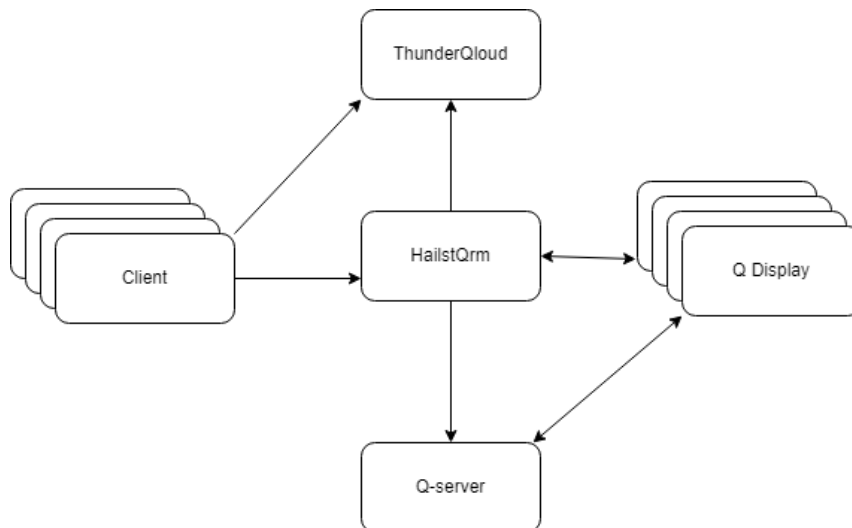 ThunderQloud
Client
HailstQrm
Q Display
Q-server